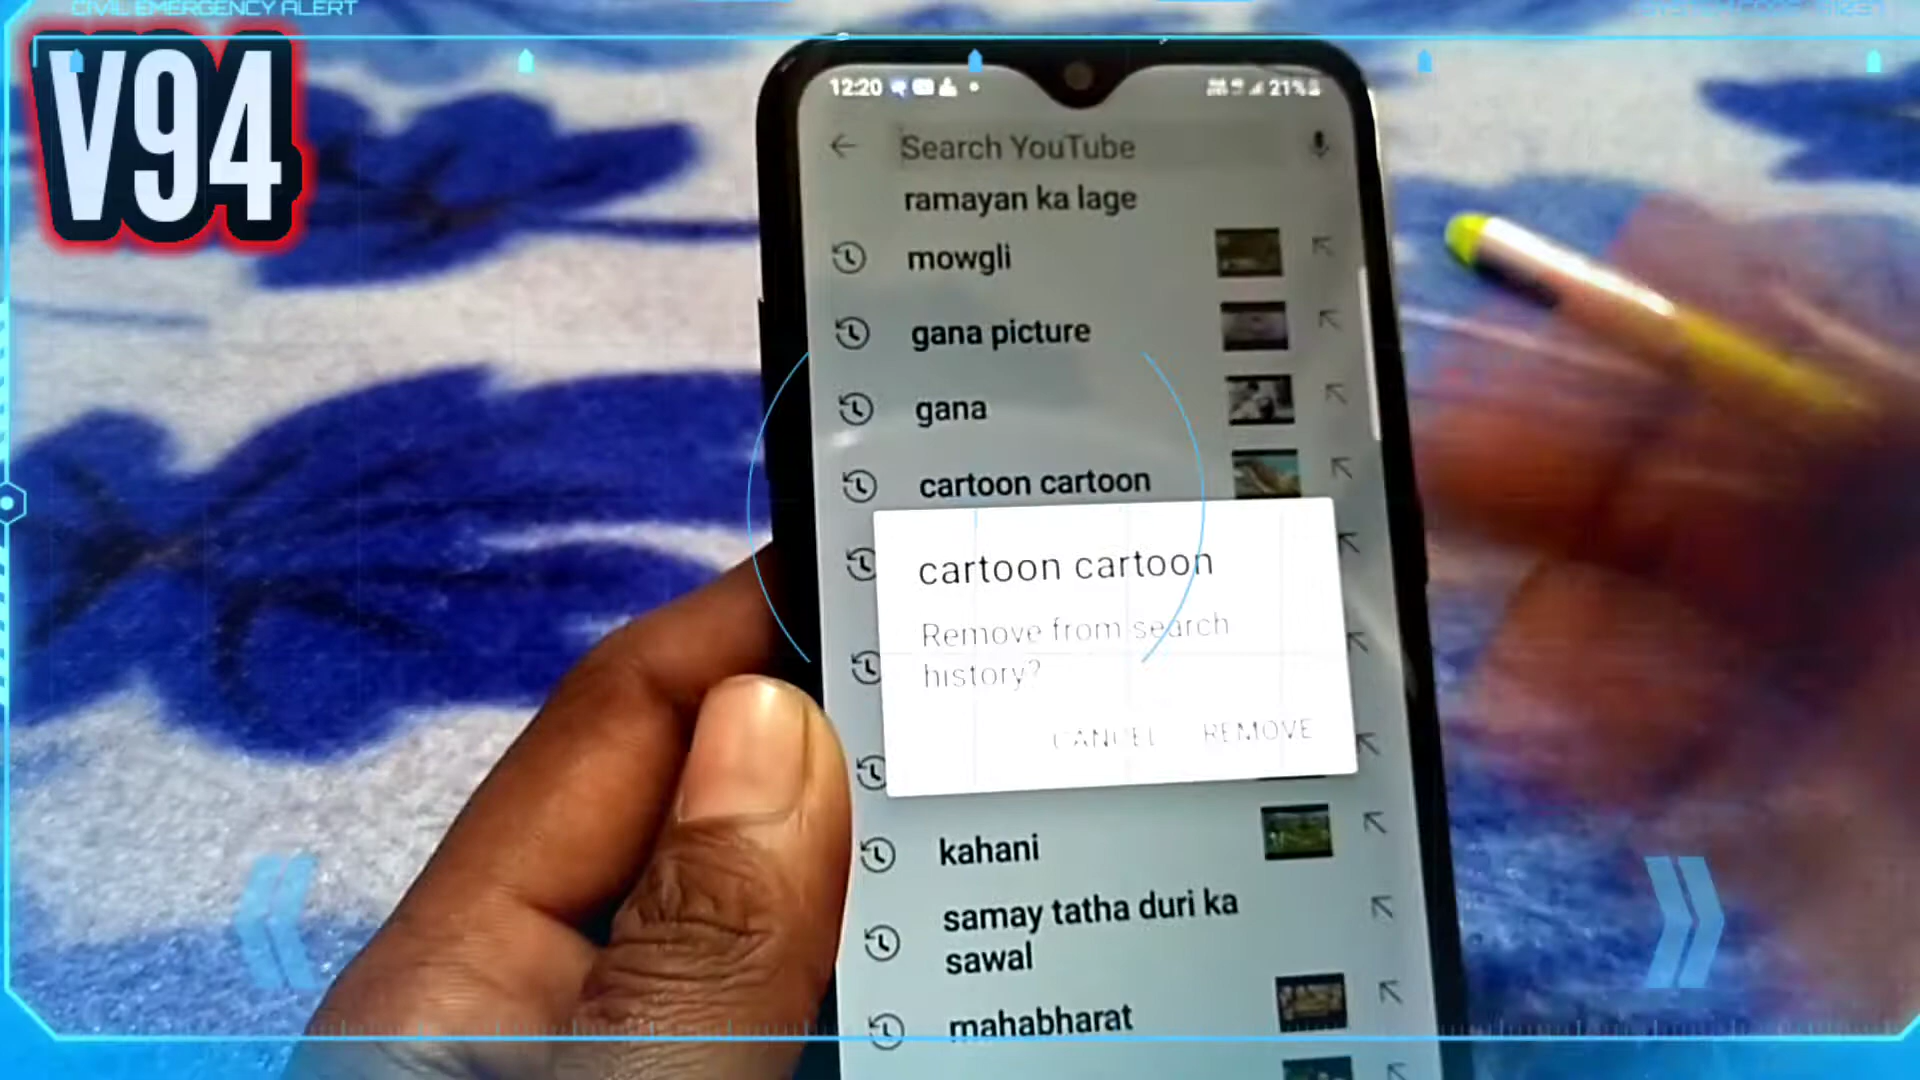 CIVIL EMERGENCY ALERT
V94
12:20
21%
Search YouTube
ramayan ka lage
mowgli
gana picture
gana
cartoon cartoon
cartoon cartoon
Remove from search
history?
CANCEL REMOVE
kahani
samay tatha duri ka
sawal
mahabharat